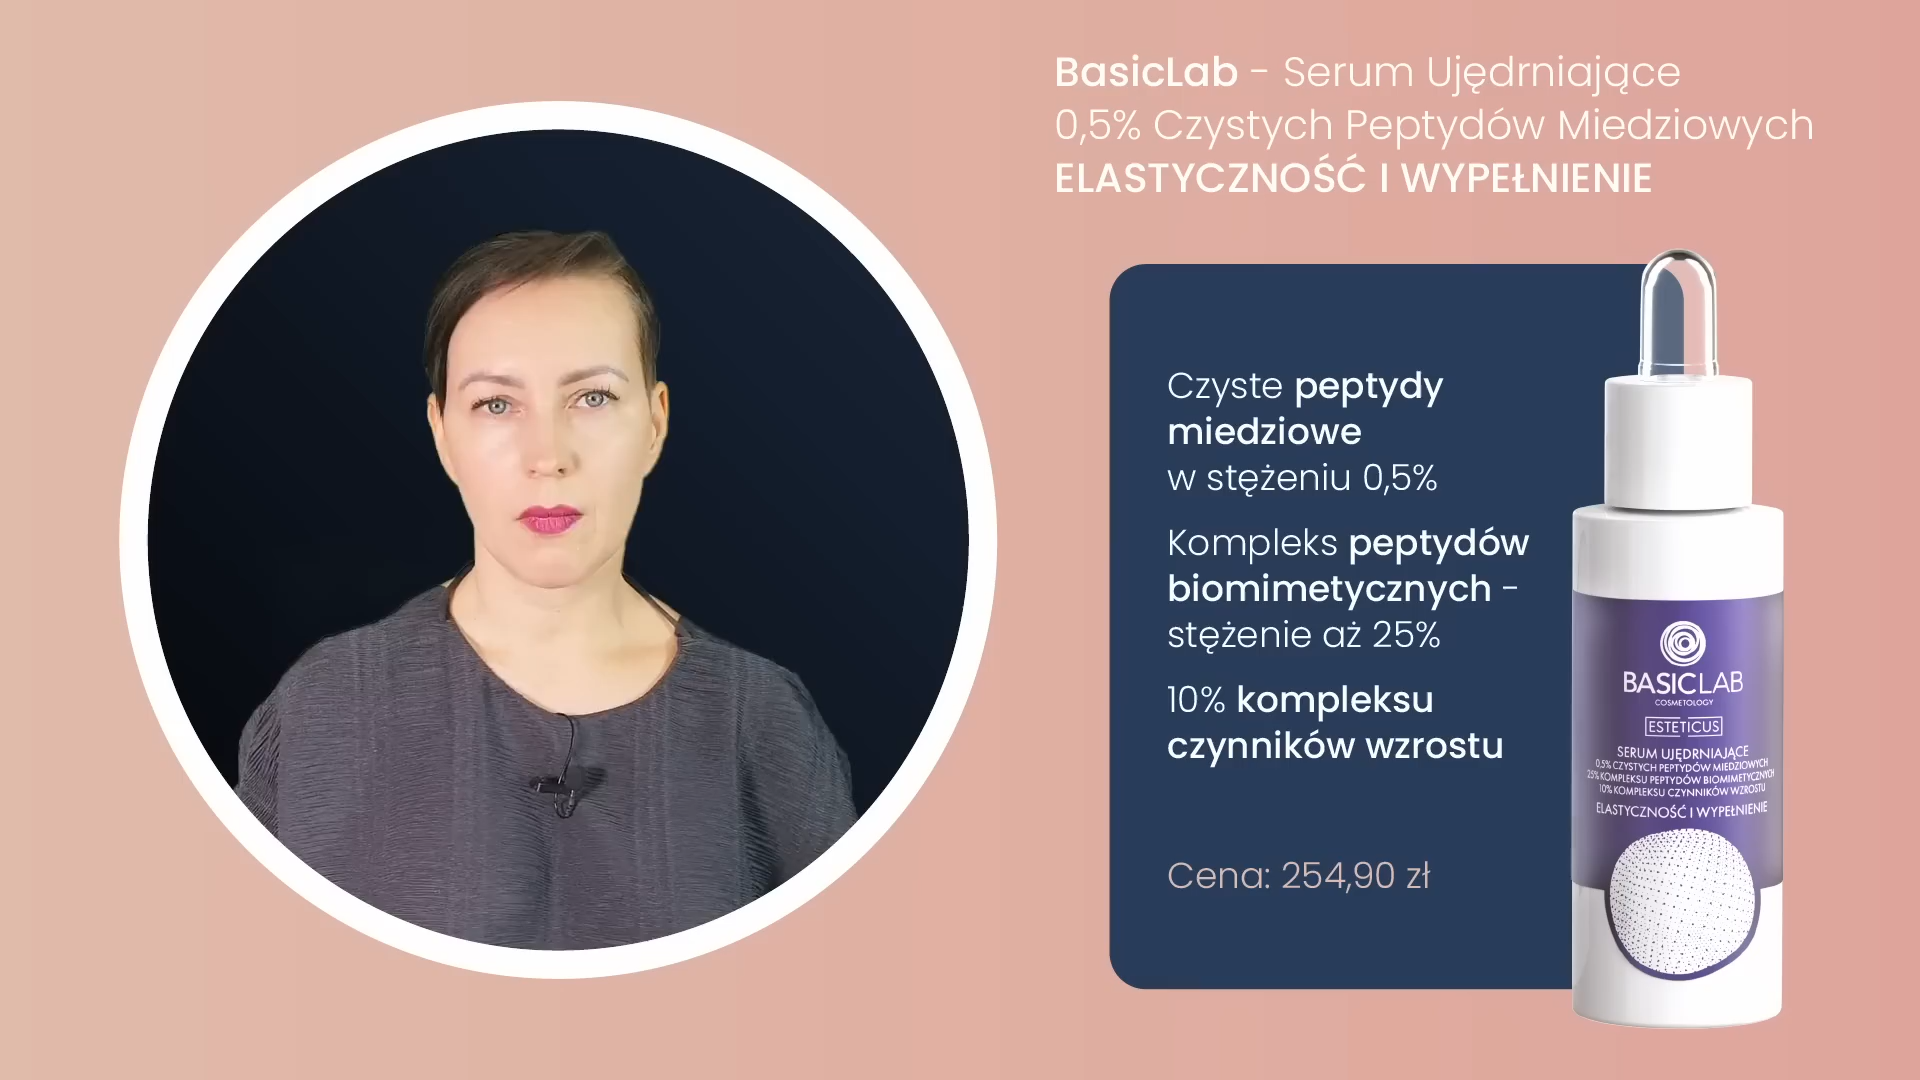 BasicLab - Serum Ujędrniające
0,5% Czystych Peptydów Miedziowych
ELASTYCZNOŚĆ I WYPEŁNIENIE
Czyste peptydy
miedziowe
w stężeniu 0,5%
Kompleks peptydów
biomimetycznych -
stężenie aż 25%
10% kompleksu
czynników wzrostu
Cena: 254,90 zł
BASICLAB
COSMETOLOGY
ESTETICUS
SERUM UJĘDRNIAJĄCE
0,5% CZYSTYCH PEPTYDÓW MIEDZIOWYCH
25% KOMPLEKSU PEPTYDÓW BIOMIMETYCZNYCH
10% KOMPLEKSU CZYNNIKÓW WZROSTU
ELASTYCZNOŚĆ I WYPEŁNIENIE